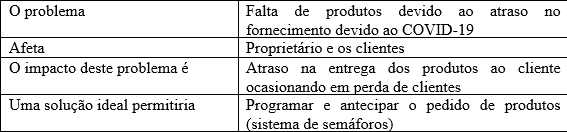 O problema
Falta de produtos devido ao atraso no
fornecimento devido ao COVID-19
Afeta
Proprietário e os clientes
O impacto deste problema é
Atraso na entrega dos produtos ao cliente
ocasionando em perda de clientes
Uma solução ideal permitiria
Programar e antecipar o pedido de produtos
(sistema de semáforos)